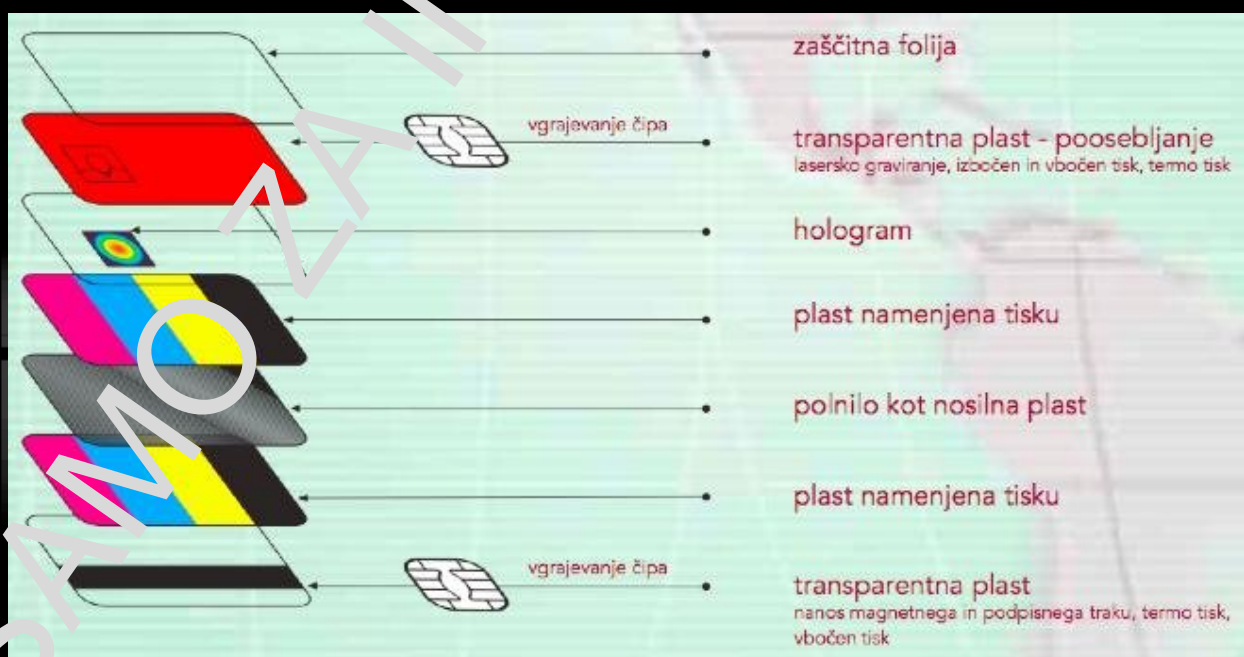 zaščitna folija
vgrajevanje čipa
transparentna plast - poosebljanje
lasersko graviranje, izbočen in vbočen tisk, termo tisk
hologram
plast namenjena tisku
polnilo kot nosilna plast
plast namenjena tisku
vgrajevanje čipa
transparentna plast
nanos magnetnega in podpisnega traku, termo tisk,
vbočen tisk
SAMO ZA